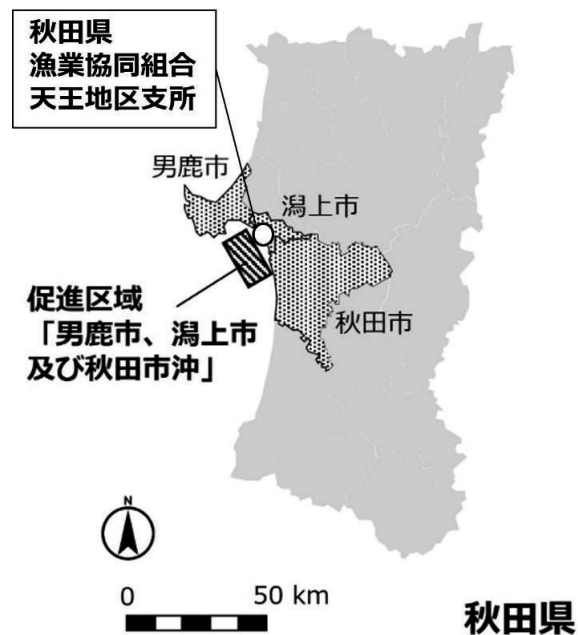 秋田県
漁業協同組合
天王地区支所
男鹿市
潟上市
促進区域
「男鹿市、潟上市
及び秋田市沖」
秋田市
N
0 50 km
秋田県